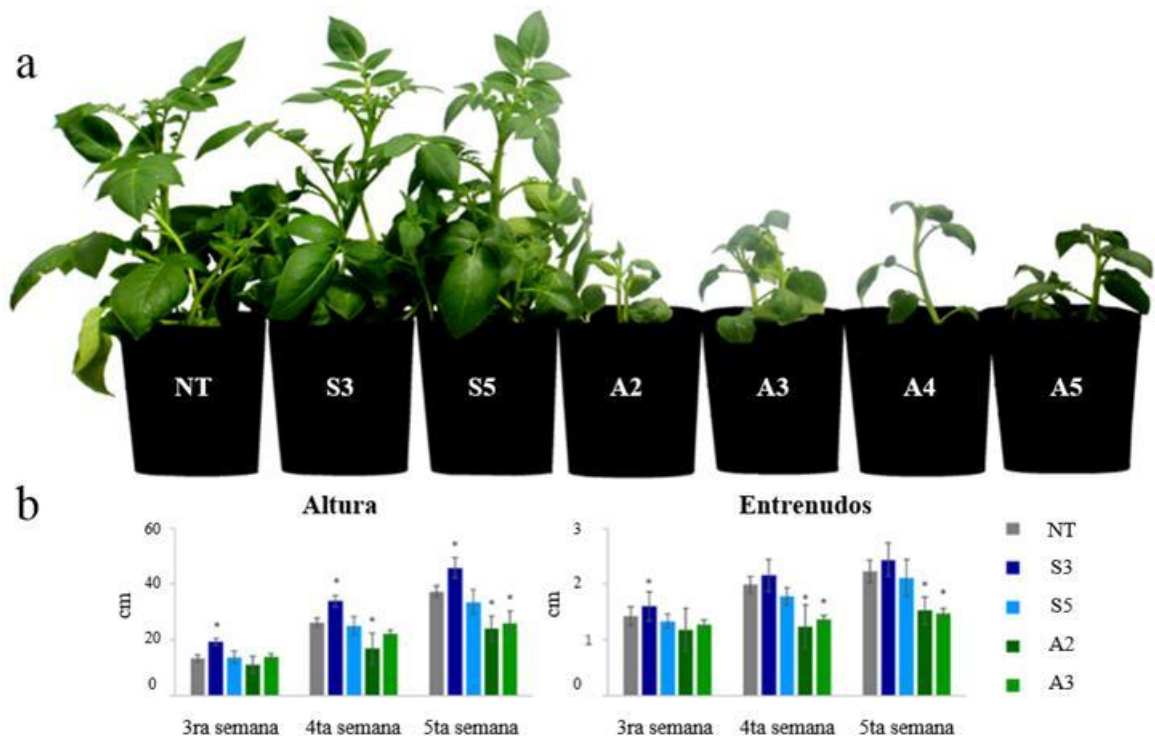 a
NT S3 S5 A2 A3 A4 A5
b
Altura
60
40
20
0
cm
3ra semana 4ta semana 5ta semana
Entrenudos
3
2
1
0
cm
3ra semana 4ta semana 5ta semana
NT
S3
S5
A2
A3